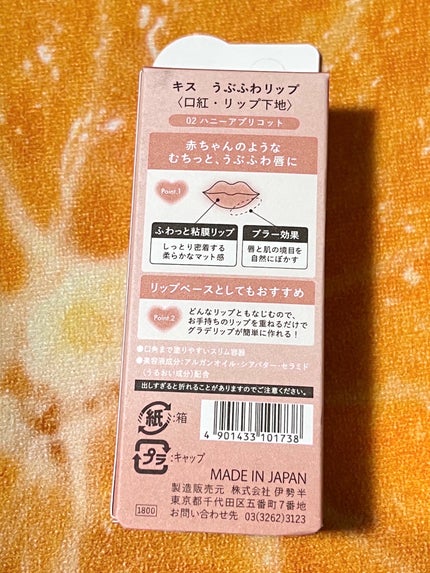 キス うぶふわリップ
〈口紅・リップ下地〉
02 ハニーアプリコット
赤ちゃんのような
むちっと、うぶふわ唇に
Point.1
ふわっと粘膜リップ
しっとり密着する
柔らかなマット感
ブラー効果
唇と肌の境目を
自然にぼかす
リップベースとしてもおすすめ
Point.2
どんなリップともなじむので、
お手持ちのリップを重ねるだけで
グラデリップが簡単に作れる!
●口角まで塗りやすいスリム容器
●美容液成分：アルガンオイル・シアバター・セラミド
（うるおい成分）配合
出しすぎると折れることがありますのでご注意ください。
紙:箱
プラ:キャップ
4 901433 101738
MADE IN JAPAN
製造販売元 株式会社 伊勢半
東京都千代田区五番町7番地
お問い合わせ先 03(3262)3123
1800